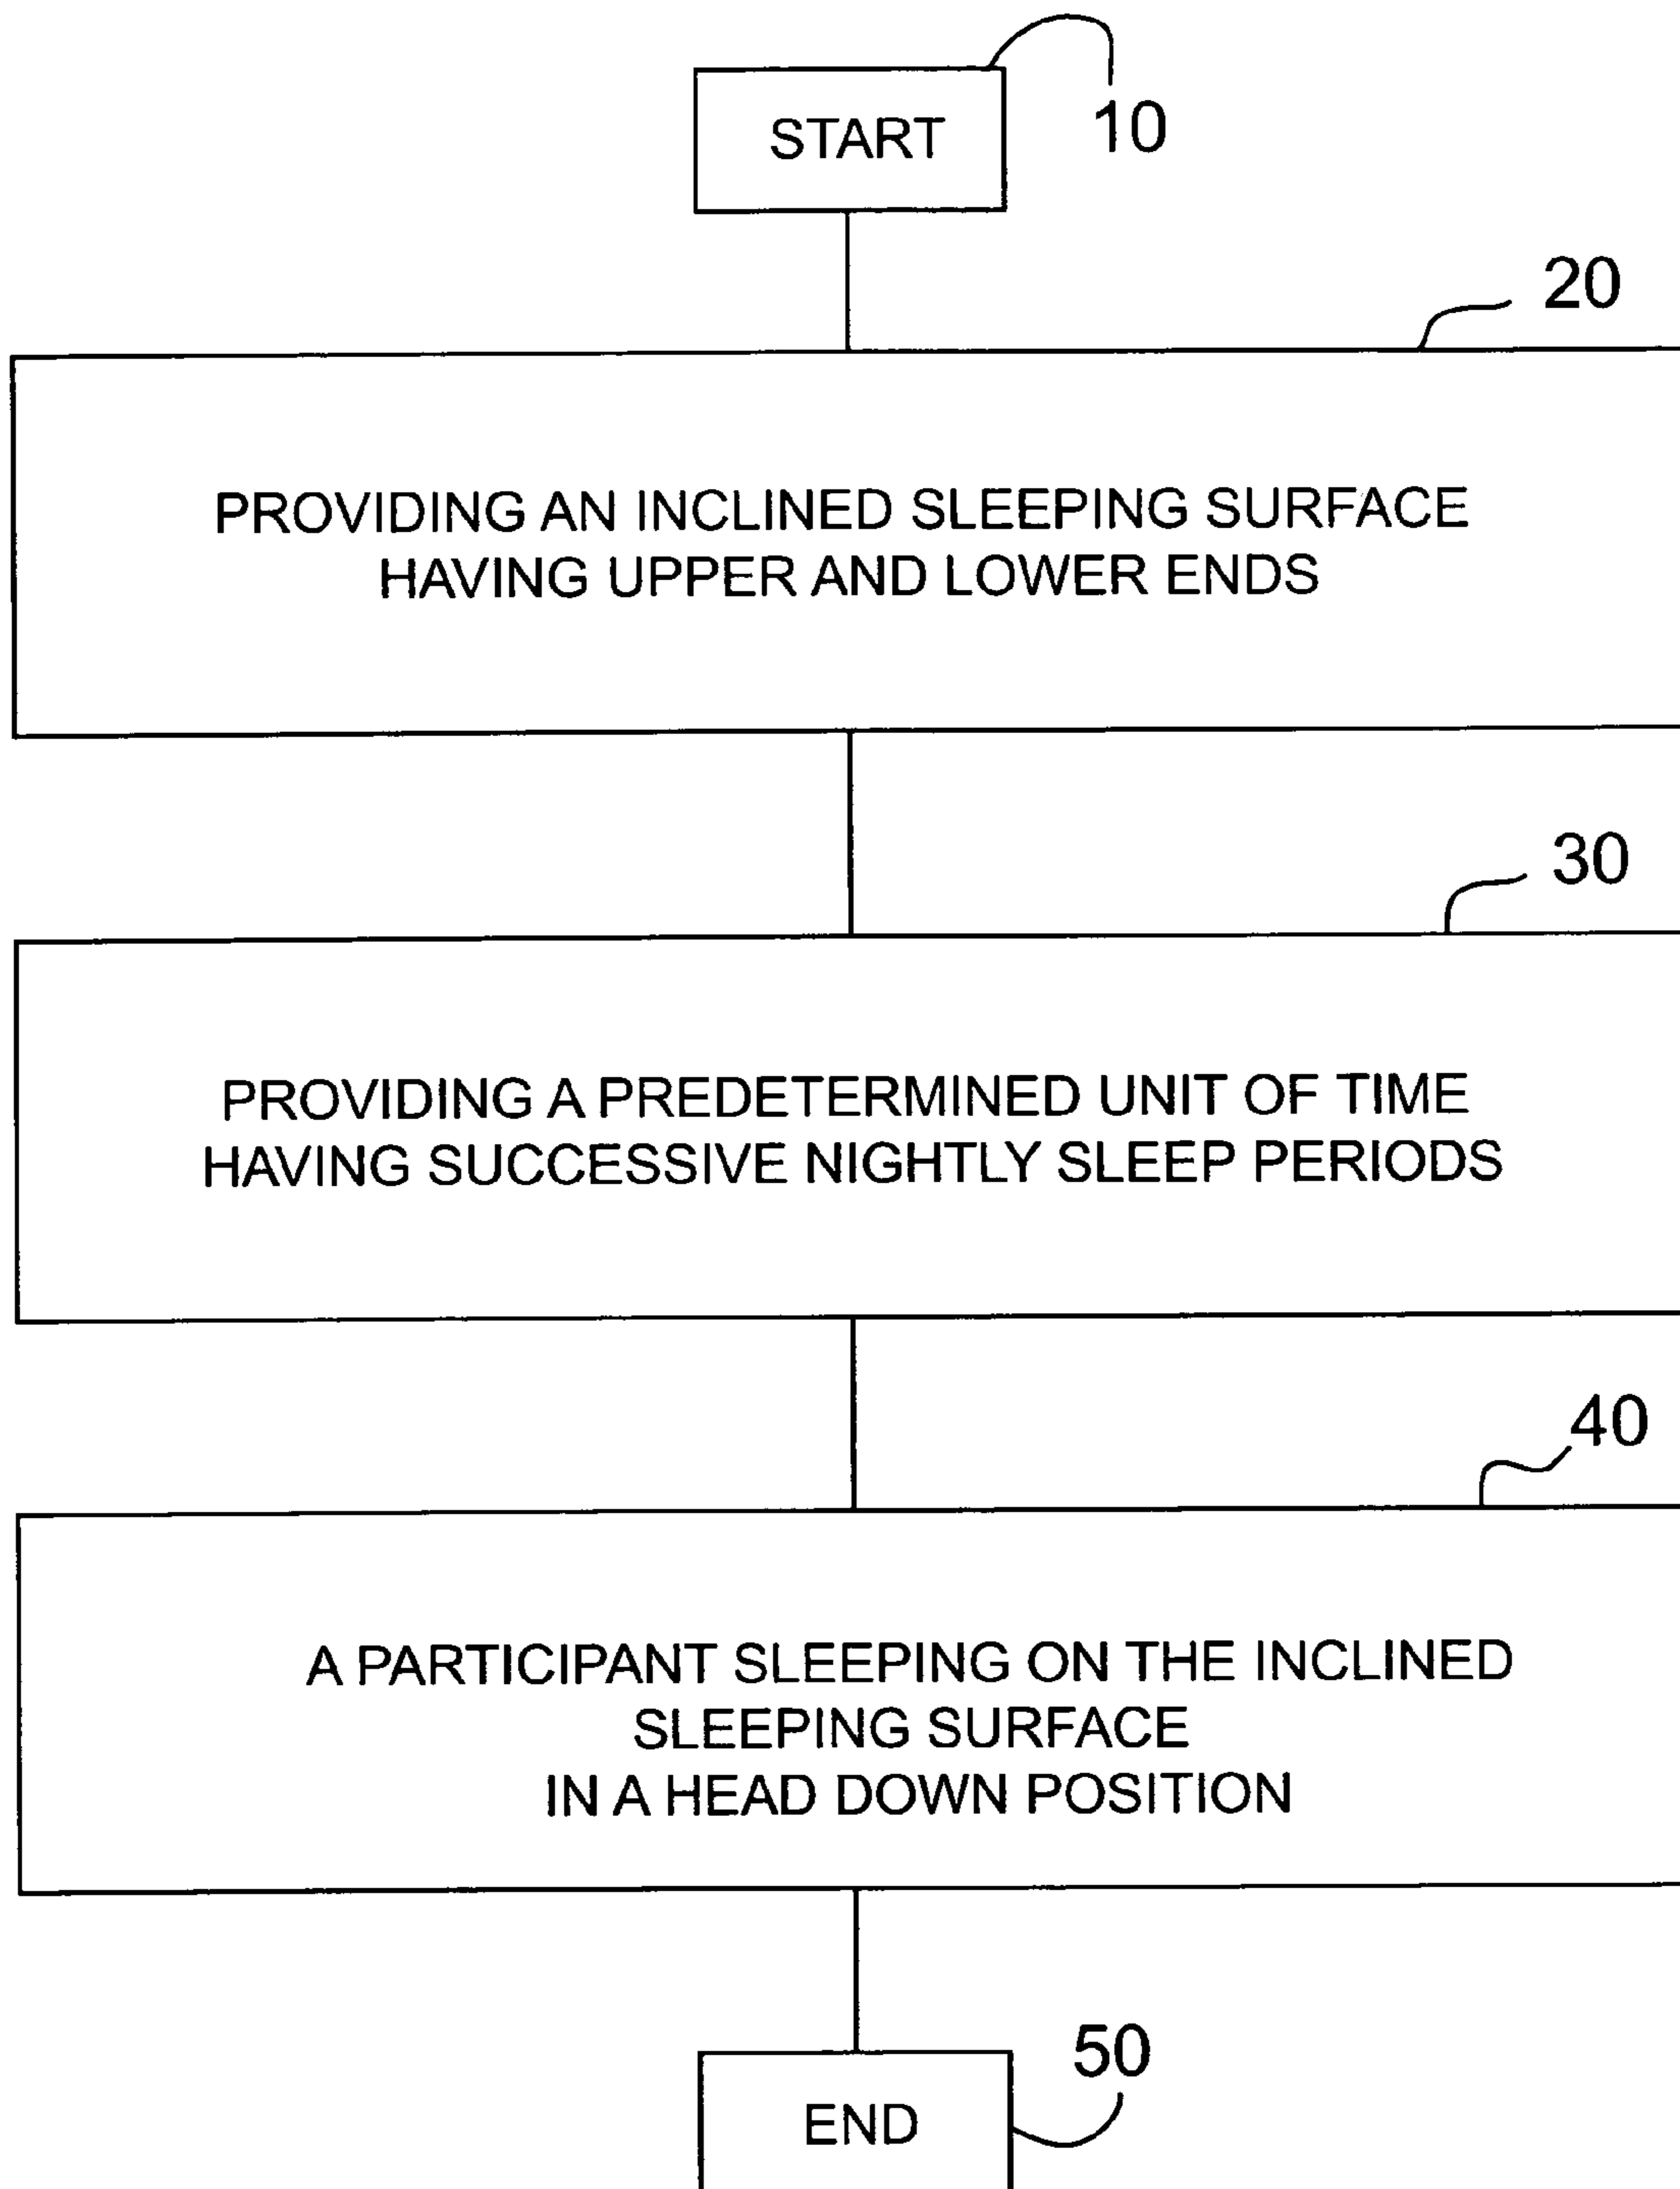 START
10
20
PROVIDING AN INCLINED SLEEPING SURFACE
HAVING UPPER AND LOWER ENDS
30
PROVIDING A PREDETERMINED UNIT OF TIME
HAVING SUCCESSIVE NIGHTLY SLEEP PERIODS
40
A PARTICIPANT SLEEPING ON THE INCLINED
SLEEPING SURFACE
IN A HEAD DOWN POSITION
50
END